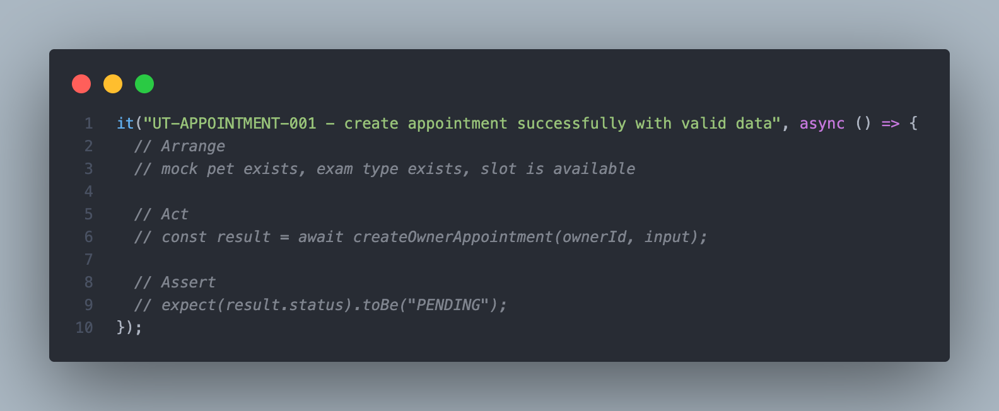 1 it("UT-APPOINTMENT-001 - create appointment successfully with valid data", async () => {
2 // Arrange
3 // mock pet exists, exam type exists, slot is available
4
5 // Act
6 // const result = await createOwnerAppointment(ownerId, input);
7
8 // Assert
9 // expect(result.status).toBe("PENDING");
10 });